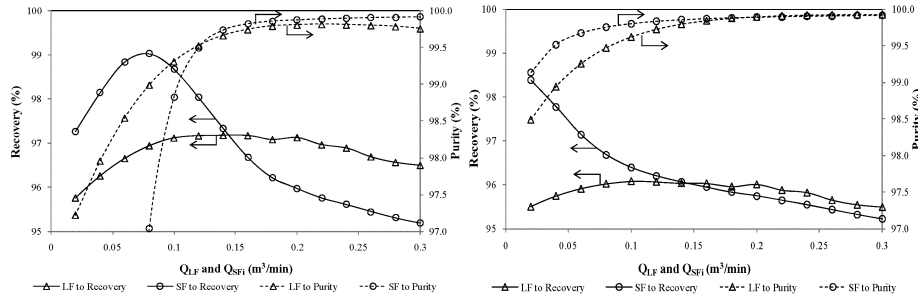 100
99
98
97
96
95
Recovery (%)
100.0
99.5
99.0
98.5
98.0
97.5
97.0
Purity (%)
0 0.05 0.1 0.15 0.2 0.25 0.3
QLF and QSFi (m³/min)
LF to Recovery SF to Recovery LF to Purity SF to Purity
100
99
98
97
96
95
Recovery (%)
100.0
99.5
99.0
98.5
98.0
97.5
97.0
Purity (%)
0 0.05 0.1 0.15 0.2 0.25 0.3
QLF and QSFi (m³/min)
LF to Recovery SF to Recovery LF to Purity SF to Purity